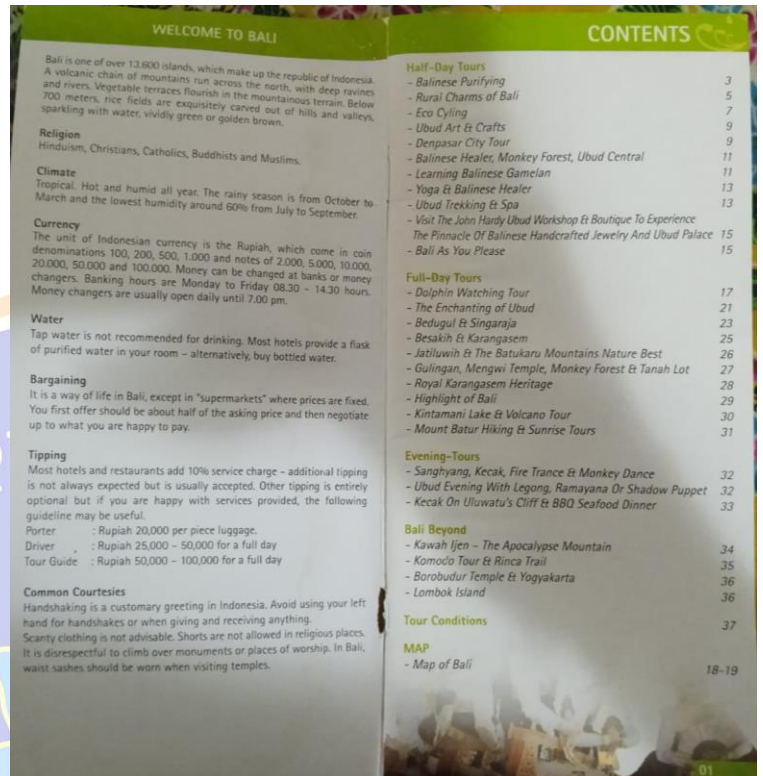 WELCOME TO BALI
Bali is one of over 13.600 islands, which make up the republic of Indonesia.
A volcanic chain of mountains run across the north, with deep ravines
and rivers. Vegetable terraces flourish in the mountainous terrain. Below
700 meters, rice fields are exquisitely carved out of hills and valleys,
sparkling with water, vividly green or golden brown.
Religion
Hinduism, Christians, Catholics, Buddhists and Muslims.
Climate
Tropical. Hot and humid all year. The rainy season is from October to
March and the lowest humidity around 60% from July to September.
Currency
The unit of Indonesian currency is the Rupiah, which come in coin
denominations 100, 200, 500, 1.000 and notes of 2.000, 5.000, 10.000,
20.000, 50.000 and 100.000. Money can be changed at banks or money
changers. Banking hours are Monday to Friday 08.30 - 14.30 hours.
Money changers are usually open daily until 7.00 pm.
Water
Tap water is not recommended for drinking. Most hotels provide a flask
of purified water in your room – alternatively, buy bottled water.
Bargaining
It is a way of life in Bali, except in "supermarkets" where prices are fixed.
You first offer should be about half of the asking price and then negotiate
up to what you are happy to pay.
Tipping
Most hotels and restaurants add 10% service charge – additional tipping
is not always expected but is usually accepted. Other tipping is entirely
optional but if you are happy with services provided, the following
guideline may be useful.
Porter : Rupiah 20,000 per piece luggage.
Driver : Rupiah 25,000 – 50,000 for a full day
Tour Guide : Rupiah 50,000 – 100,000 for a full day
Common Courtesies
Handshaking is a customary greeting in Indonesia. Avoid using your left
hand for handshakes or when giving and receiving anything.
Scanty clothing is not advisable. Shorts are not allowed in religious places.
It is disrespectful to climb over monuments or places of worship. In Bali,
waist sashes should be worn when visiting temples.
CONTENTS
Half-Day Tours
- Balinese Purifying 3
- Rural Charms of Bali 5
- Eco Cyling 7
- Ubud Art & Crafts 9
- Denpasar City Tour 9
- Balinese Healer, Monkey Forest, Ubud Central 11
- Learning Balinese Gamelan 11
- Yoga & Balinese Healer 13
- Ubud Trekking & Spa 13
- Visit The John Hardy Ubud Workshop & Boutique To Experience
The Pinnacle Of Balinese Handcrafted Jewelry And Ubud Palace 15
- Bali As You Please 15
Full-Day Tours
- Dolphin Watching Tour 17
- The Enchanting of Ubud 21
- Bedugul & Singaraja 23
- Besakih & Karangasem 25
- Jatiluwih & The Batukaru Mountains Nature Best 26
- Gulingan, Mengwi Temple, Monkey Forest & Tanah Lot 27
- Royal Karangasem Heritage 28
- Highlight of Bali 29
- Kintamani Lake & Volcano Tour 30
- Mount Batur Hiking & Sunrise Tours 31
Evening-Tours
- Sanghyang, Kecak, Fire Trance & Monkey Dance 32
- Ubud Evening With Legong, Ramayana Or Shadow Puppet 32
- Kecak On Uluwatu's Cliff & BBQ Seafood Dinner 33
Bali Beyond
- Kawah Ijen – The Apocalypse Mountain 34
- Komodo Tour & Rinca Trail 35
- Borobudur Temple & Yogyakarta 36
- Lombok Island 36
Tour Conditions 37
MAP
- Map of Bali 18-19
01